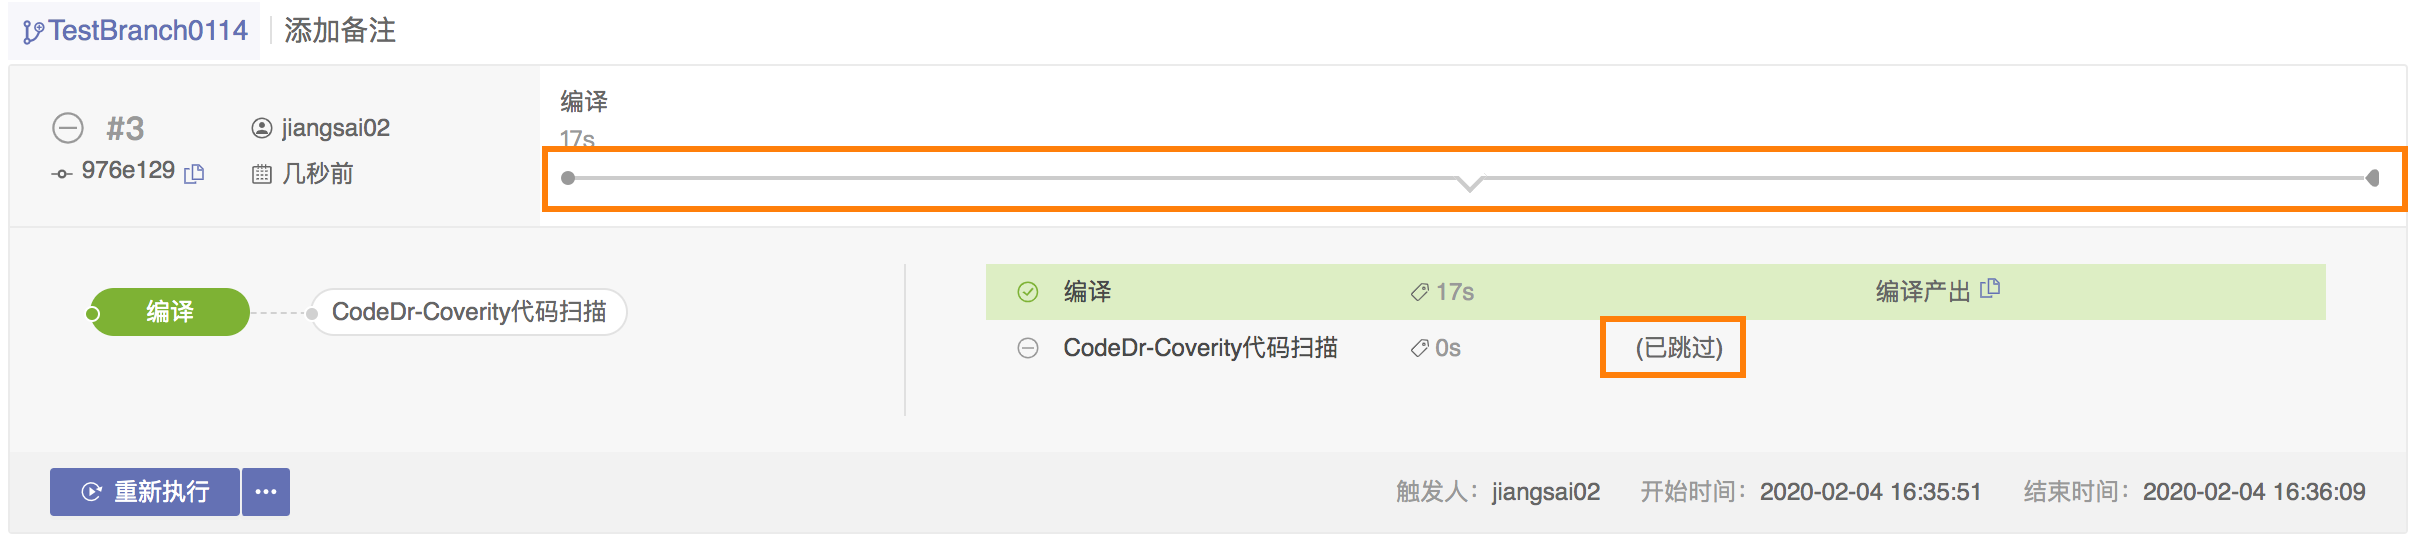 TestBranch0114 添加备注
#3 jiangsai02
976e129 几秒前
编译
17s
编译 CodeDr-Coverity代码扫描
编译 17s 编译产出
CodeDr-Coverity代码扫描 0s (已跳过)
重新执行 ···
触发人: jiangsai02 开始时间: 2020-02-04 16:35:51 结束时间: 2020-02-04 16:36:09